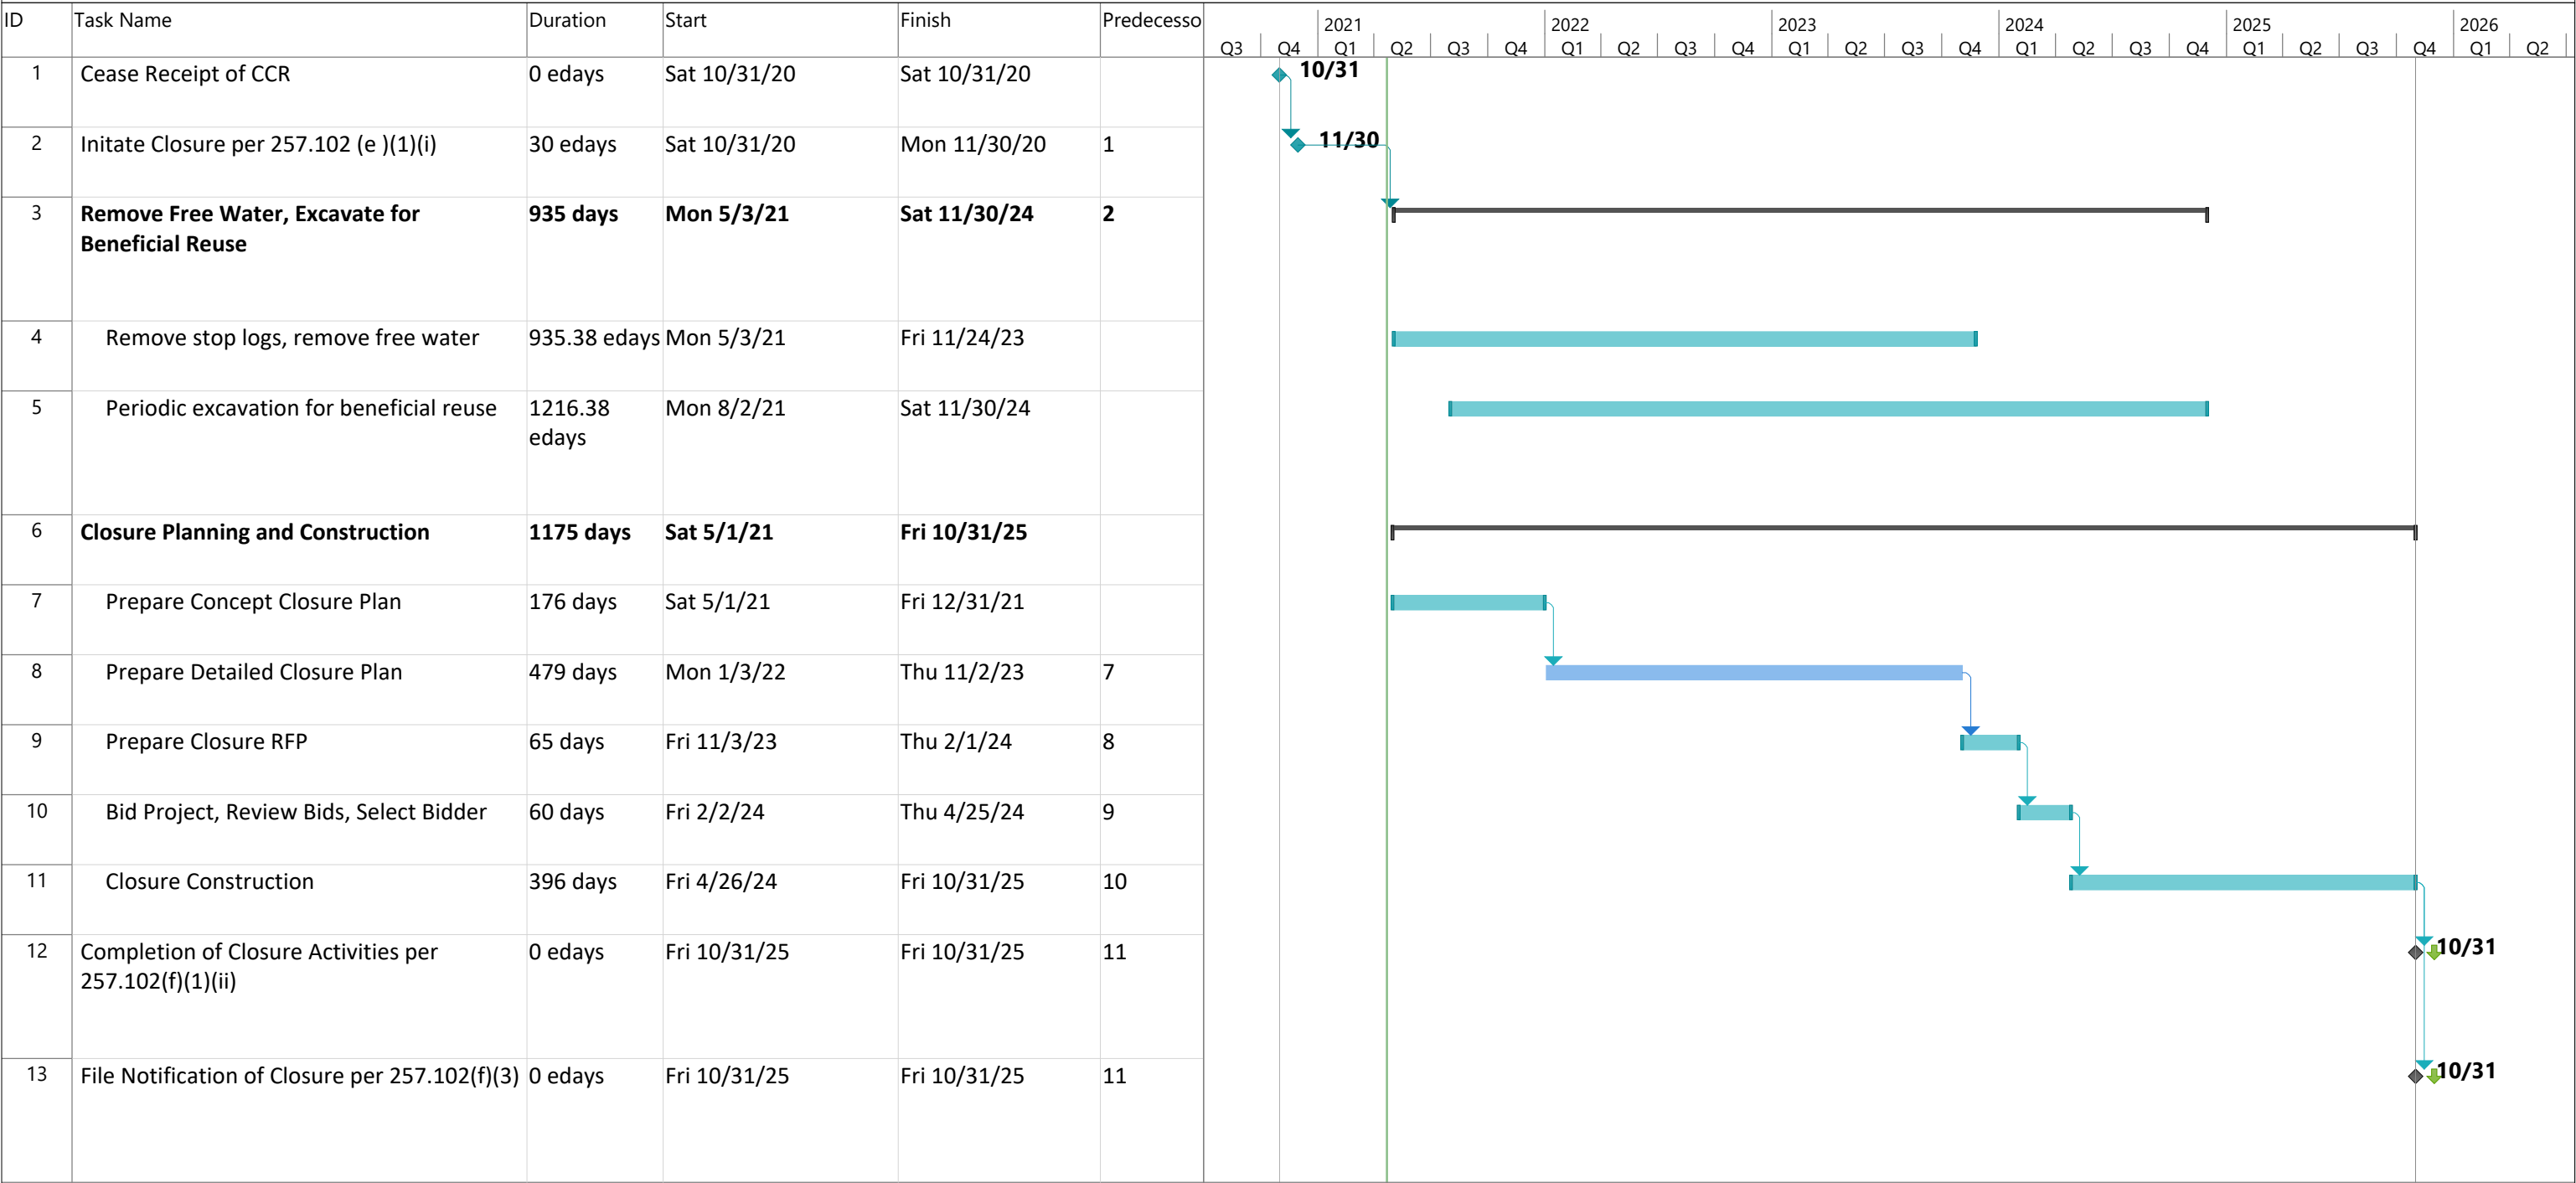 ID Task Name Duration Start Finish Predecesso
2021 2022 2023 2024 2025 2026
Q3 Q4 Q1 Q2 Q3 Q4 Q1 Q2 Q3 Q4 Q1 Q2 Q3 Q4 Q1 Q2 Q3 Q4 Q1 Q2 Q3 Q4 Q1 Q2
1 Cease Receipt of CCR 0 edays Sat 10/31/20 Sat 10/31/20 10/31
2 Initate Closure per 257.102 (e )(1)(i) 30 edays Sat 10/31/20 Mon 11/30/20 1 11/30
3 Remove Free Water, Excavate for 935 days Mon 5/3/21 Sat 11/30/24 2
Beneficial Reuse
4 Remove stop logs, remove free water 935.38 edays Mon 5/3/21 Fri 11/24/23
5 Periodic excavation for beneficial reuse 1216.38 Mon 8/2/21 Sat 11/30/24
edays
6 Closure Planning and Construction 1175 days Sat 5/1/21 Fri 10/31/25
7 Prepare Concept Closure Plan 176 days Sat 5/1/21 Fri 12/31/21
8 Prepare Detailed Closure Plan 479 days Mon 1/3/22 Thu 11/2/23 7
9 Prepare Closure RFP 65 days Fri 11/3/23 Thu 2/1/24 8
10 Bid Project, Review Bids, Select Bidder 60 days Fri 2/2/24 Thu 4/25/24 9
11 Closure Construction 396 days Fri 4/26/24 Fri 10/31/25 10
12 Completion of Closure Activities per 0 edays Fri 10/31/25 Fri 10/31/25 11 10/31
257.102(f)(1)(ii)
13 File Notification of Closure per 257.102(f)(3) 0 edays Fri 10/31/25 Fri 10/31/25 11 10/31